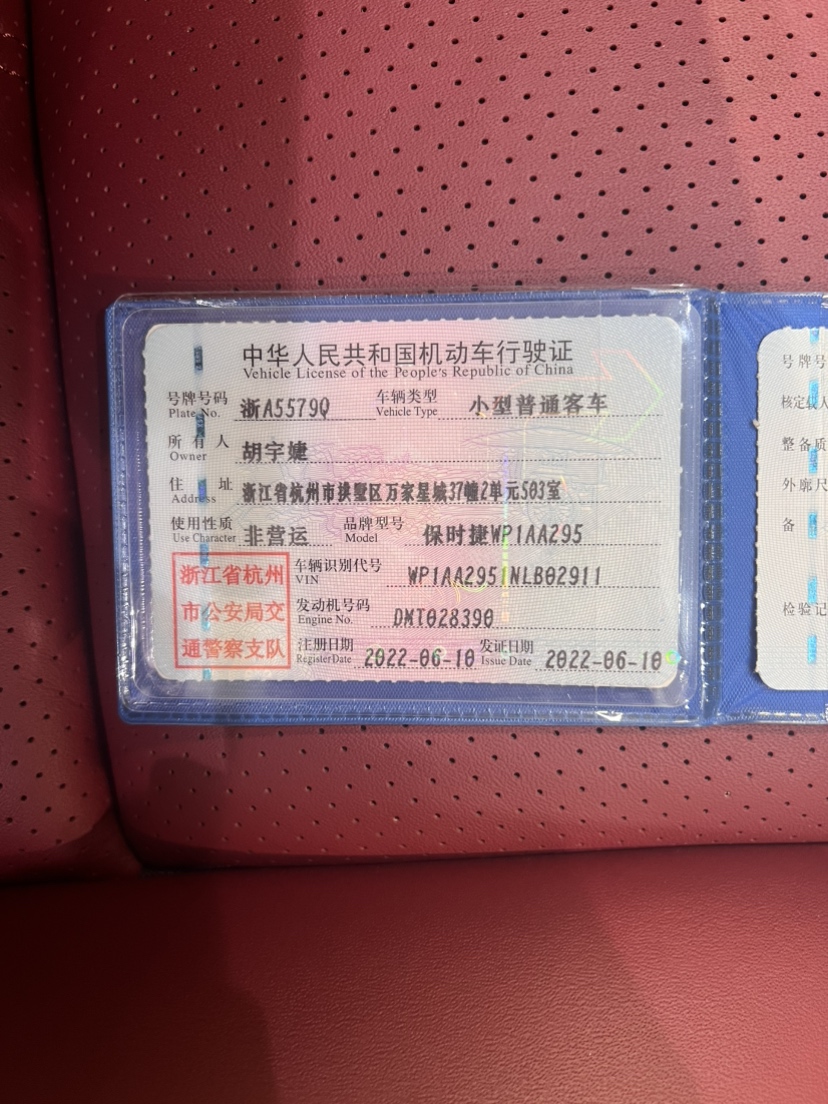 中华人民共和国机动车行驶证
Vehicle License of the People's Republic of China
号牌号码 浙A5579Q 车辆类型 小型普通客车
Plate No. Vehicle Type
所有人 胡宇婕
Owner
住址 浙江省杭州市拱墅区万家星城37幢2单元503室
Address
使用性质 非营运 品牌型号 保时捷WP1AA295
Use Character Model
浙江省杭州
市公安局交
通警察支队
车辆识别代号 WP1AA2951NLB02911
VIN
发动机号码 DMT028390
Engine No.
注册日期 2022-06-10 发证日期 2022-06-10
Register Date Issue Date
号牌号
核定载人
整备质
外廓尺
备
检验记